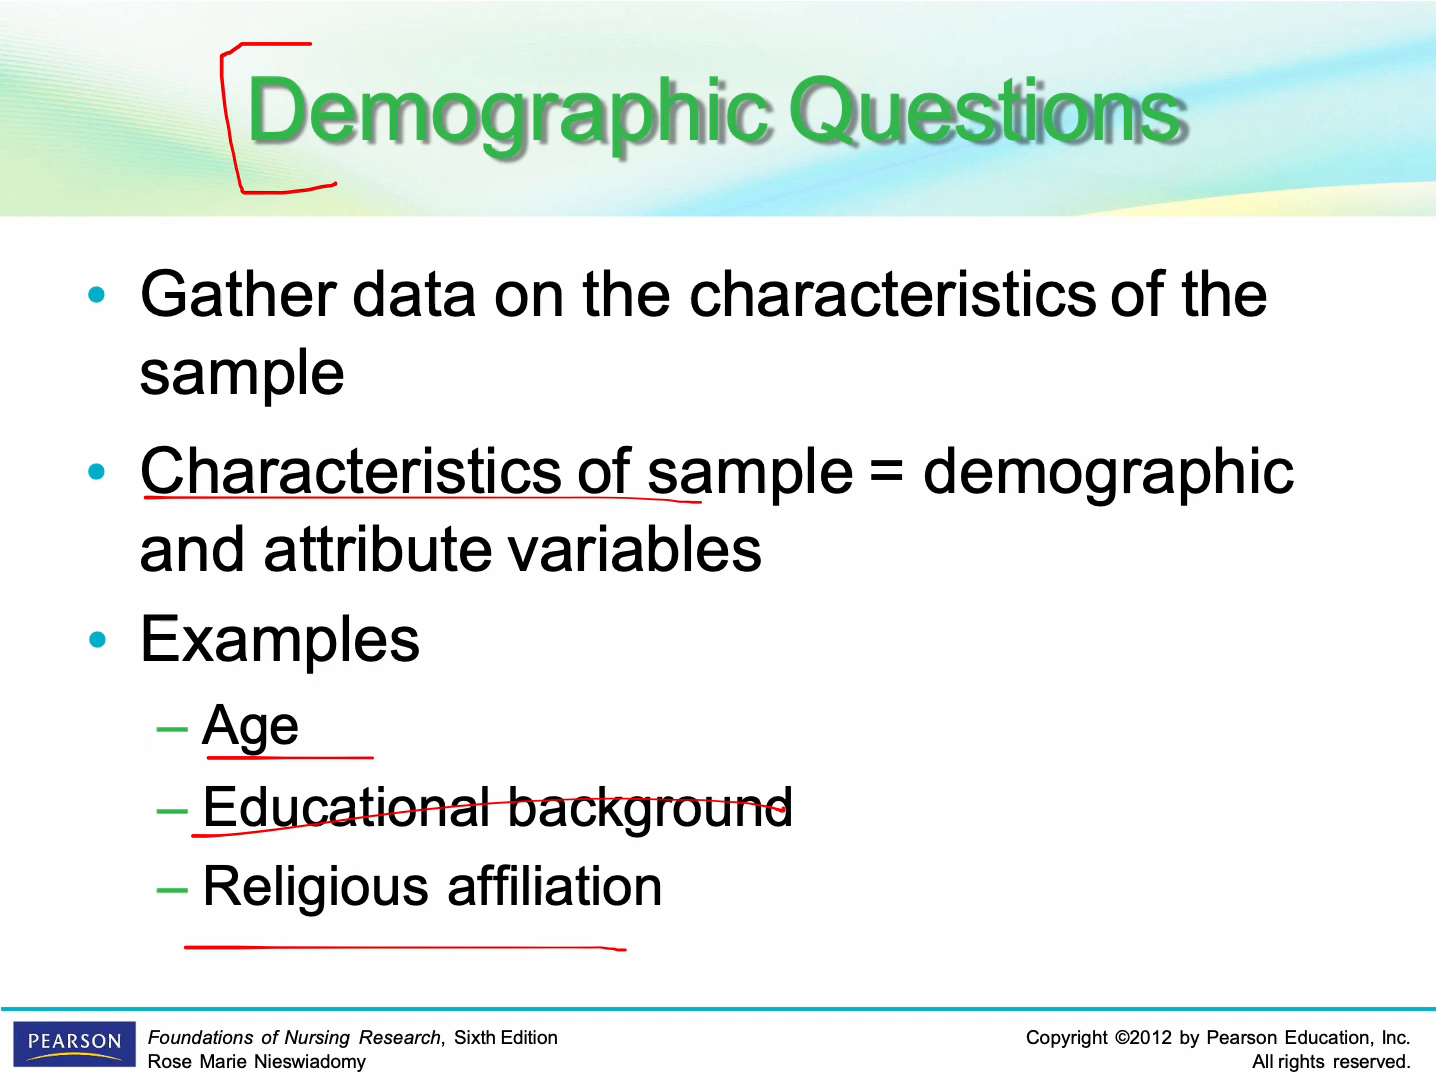 Demographic Questions
• Gather data on the characteristics of the
sample
• Characteristics of sample = demographic
and attribute variables
• Examples
– Age
– Educational background
– Religious affiliation
PEARSON
Foundations of Nursing Research, Sixth Edition
Rose Marie Nieswiadomy
Copyright ©2012 by Pearson Education, Inc.
All rights reserved.